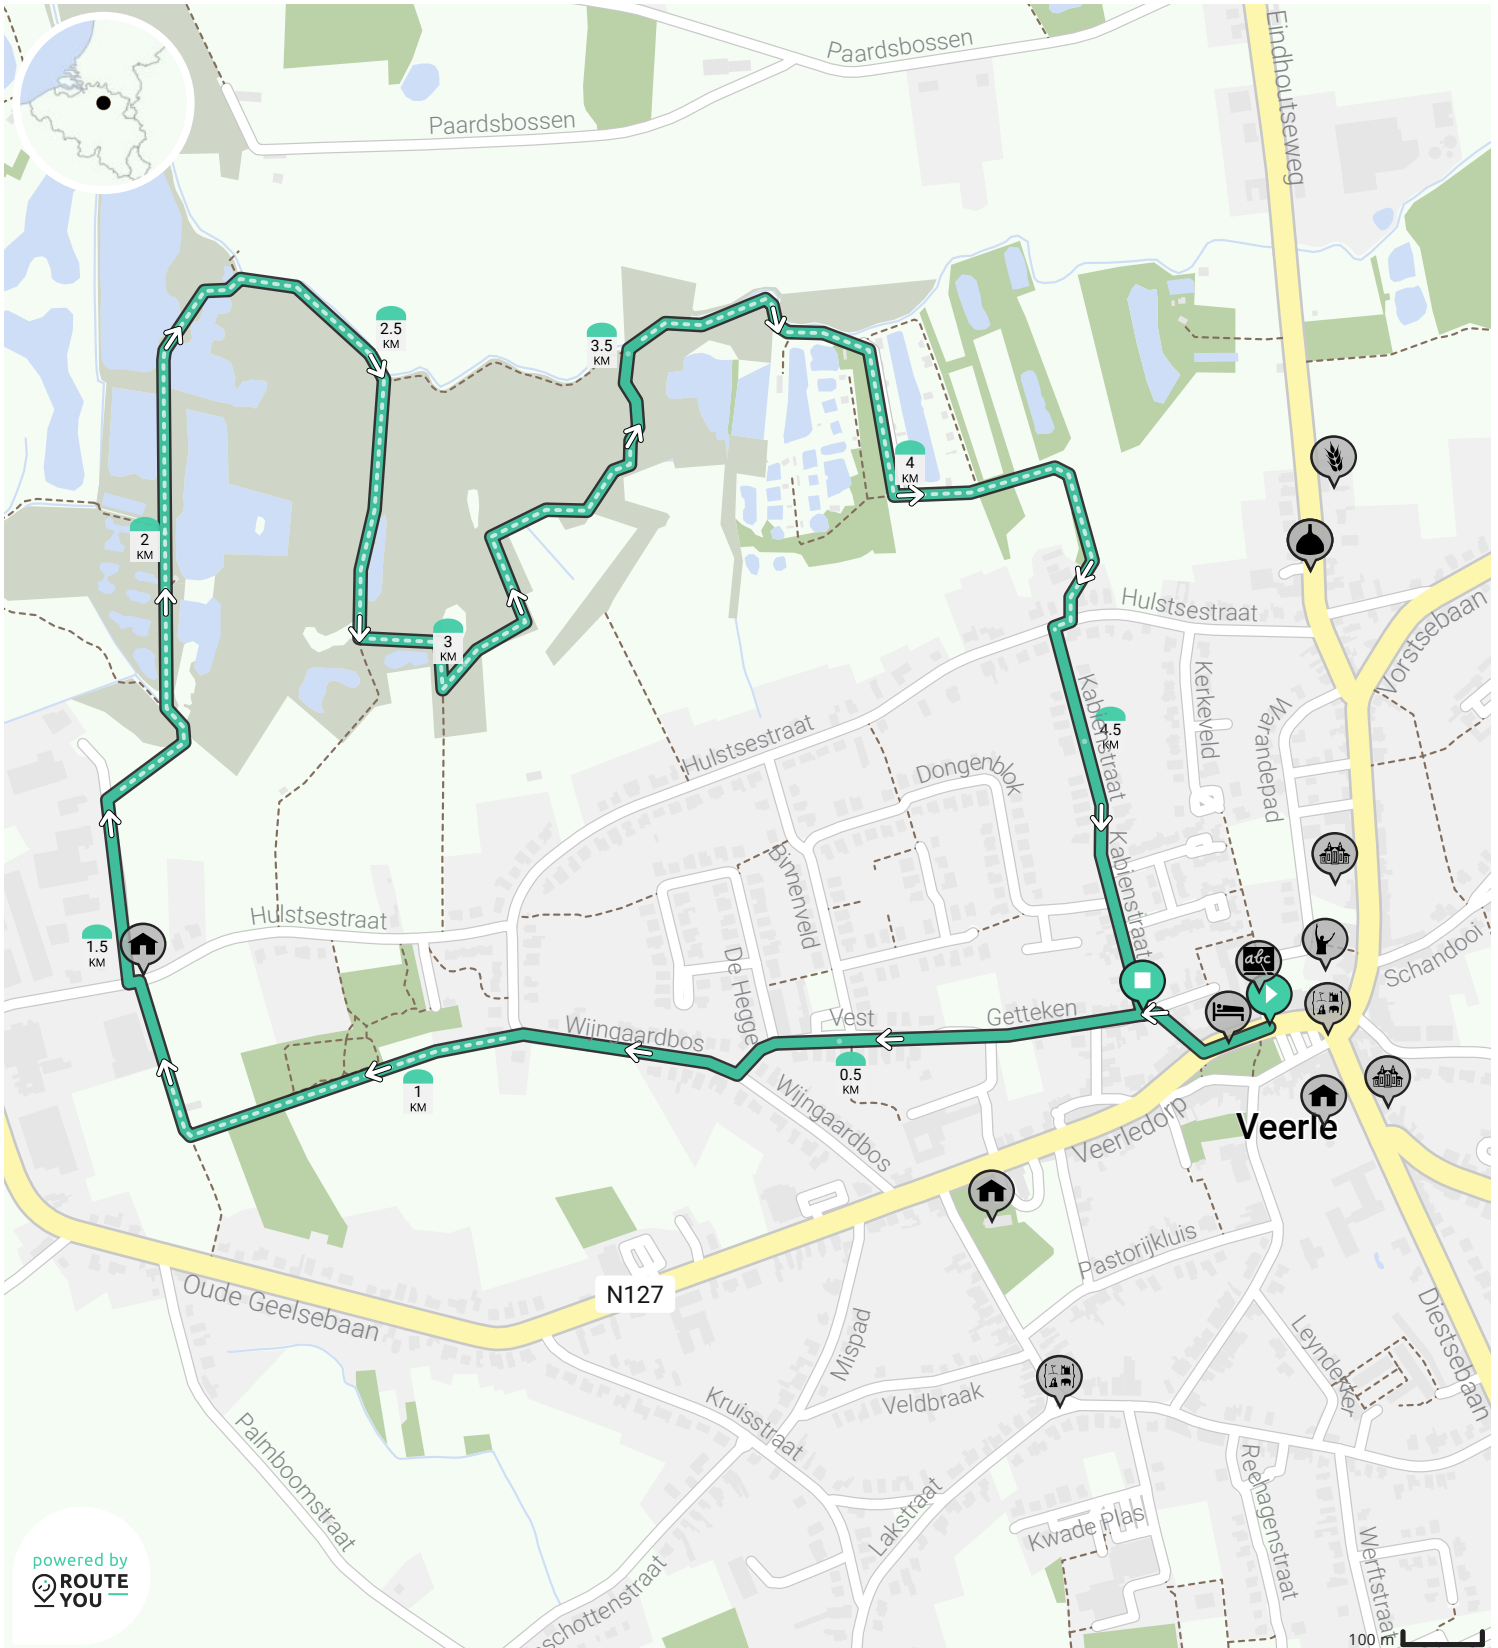 Paardsbossen
Paardsbossen
Eindhoutseweg
2.5
KM
3.5
KM
4
KM
2
KM
3
KM
Hulstsestraat
Vorstsebaan
Kerkeveld
Warandepad
Kabienstraat
4.5
KM
Hulstsestraat
Dongenblok
Binnenveld
Kabienstraat
Hulstsestraat
1.5
KM
De Hegge
abc
Schandooi
Vest
Getteken
Wijngaardbos
0.5
KM
1
KM
Wijngaardbos
Veerledorp
Veerle
Pastorijkluis
N127
Oude Geelsebaan
Mispad
Leyndekker
Diestsebaan
Veldbraak
Kruisstraat
Palmboomstraat
Reehagenstraat
Lakstraat
Kwade Plas
Werftstraat
sschottenstraat
powered by
ROUTE
YOU
100 m